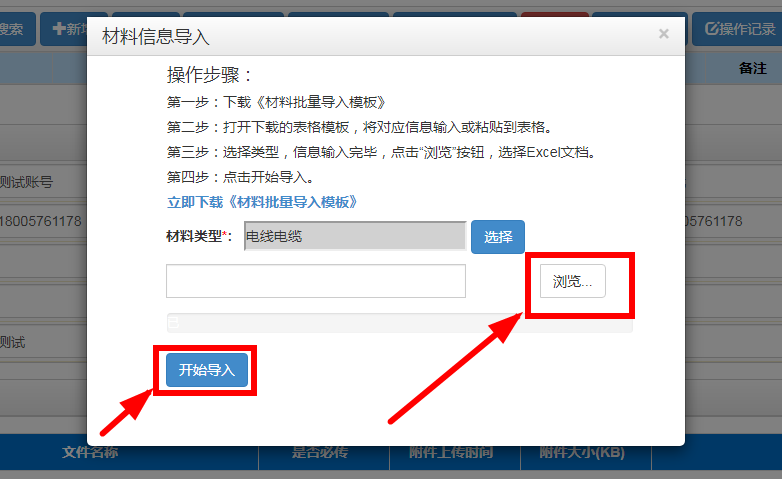 搜索
新增
操作记录
材料信息导入
×
备注
操作步骤：
第一步：下载《材料批量导入模板》
第二步：打开下载的表格模板，将对应信息输入或粘贴到表格。
第三步：选择类型，信息输入完毕，点击“浏览”按钮，选择Excel文档。
第四步：点击开始导入。
测试账号
立即下载《材料批量导入模板》
18005761178
05761178
材料类型*：
电线电缆
选择
浏览...
已
测试
开始导入
文件名称
是否必传
附件上传时间
附件大小(KB)